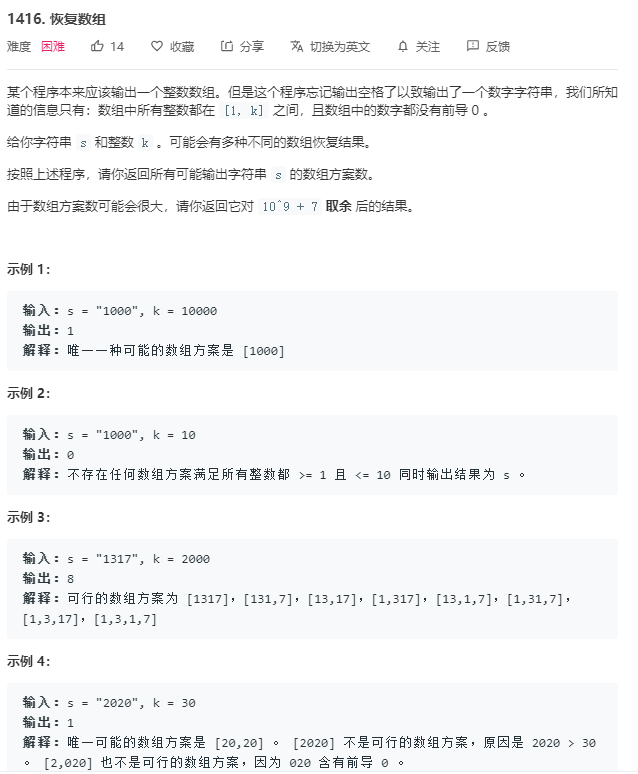 1416. 恢复数组
难度 困难 14 收藏 分享 切换为英文 关注 反馈
某个程序本来应该输出一个整数数组。但是这个程序忘记输出空格了以致输出了一个数字字符串，我们所知
道的信息只有：数组中所有整数都在 [1, k] 之间，且数组中的数字都没有前导 0 。
给你字符串 s 和整数 k 。可能会有多种不同的数组恢复结果。
按照上述程序，请你返回所有可能输出字符串 s 的数组方案数。
由于数组方案数可能会很大，请你返回它对 10^9 + 7 取余 后的结果。
示例 1：
输入：s = "1000", k = 10000
输出：1
解释：唯一一种可能的数组方案是 [1000]
示例 2：
输入：s = "1000", k = 10
输出：0
解释：不存在任何数组方案满足所有整数都 >= 1 且 <= 10 同时输出结果为 s 。
示例 3：
输入：s = "1317", k = 2000
输出：8
解释：可行的数组方案为 [1317]，[131,7]，[13,17]，[1,317]，[13,1,7]，[1,31,7]，
[1,3,17]，[1,3,1,7]
示例 4：
输入：s = "2020", k = 30
输出：1
解释：唯一可能的数组方案是 [20,20] 。 [2020] 不是可行的数组方案，原因是 2020 > 30
。 [2,020] 也不是可行的数组方案，因为 020 含有前导 0 。